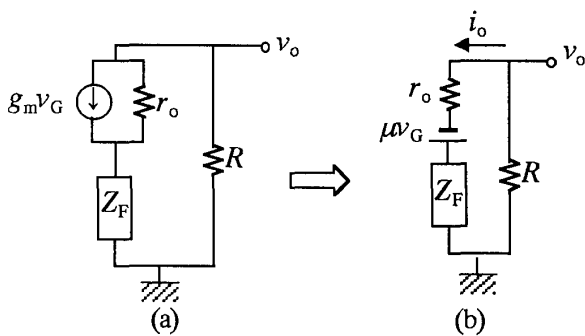 v_o
g_m v_G
r_o
R
Z_F
(a)
i_o
v_o
r_o
μv_G
R
Z_F
(b)